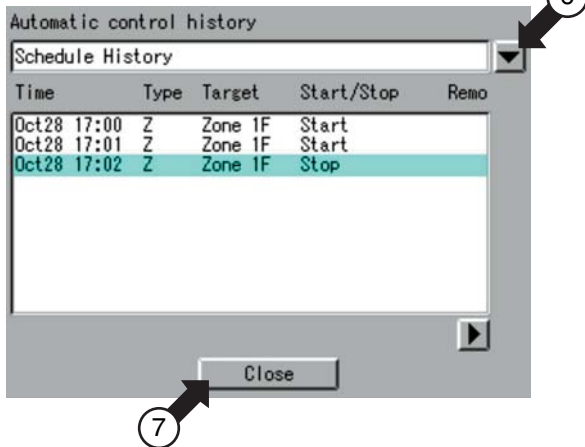 Automatic control history
6
Schedule History
Time Type Target Start/Stop Remo
Oct28 17:00 Z Zone 1F Start
Oct28 17:01 Z Zone 1F Start
Oct28 17:02 Z Zone 1F Stop
Close
7